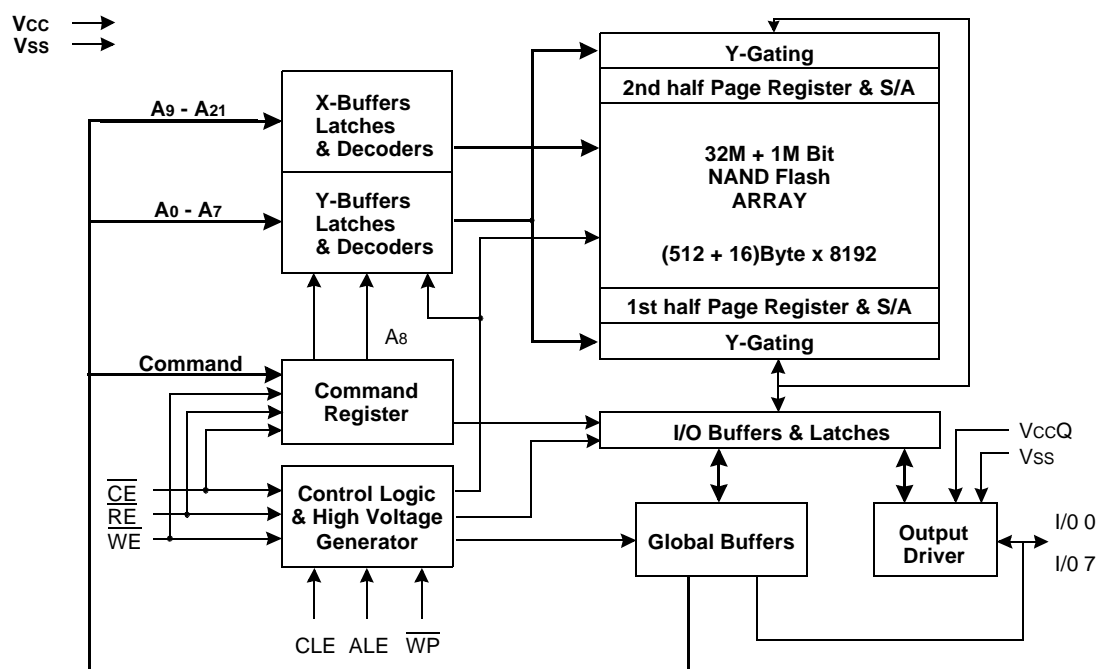 VCC
VSS
A9 - A21
X-Buffers
Latches
& Decoders
A0 - A7
Y-Buffers
Latches
& Decoders
Y-Gating
2nd half Page Register & S/A
32M + 1M Bit
NAND Flash
ARRAY
(512 + 16)Byte x 8192
1st half Page Register & S/A
Y-Gating
A8
Command
Command
Register
I/O Buffers & Latches
VCCQ
VSS
CE
RE
WE
Control Logic
& High Voltage
Generator
Global Buffers
Output
Driver
I/0 0
I/0 7
CLE
ALE
WP